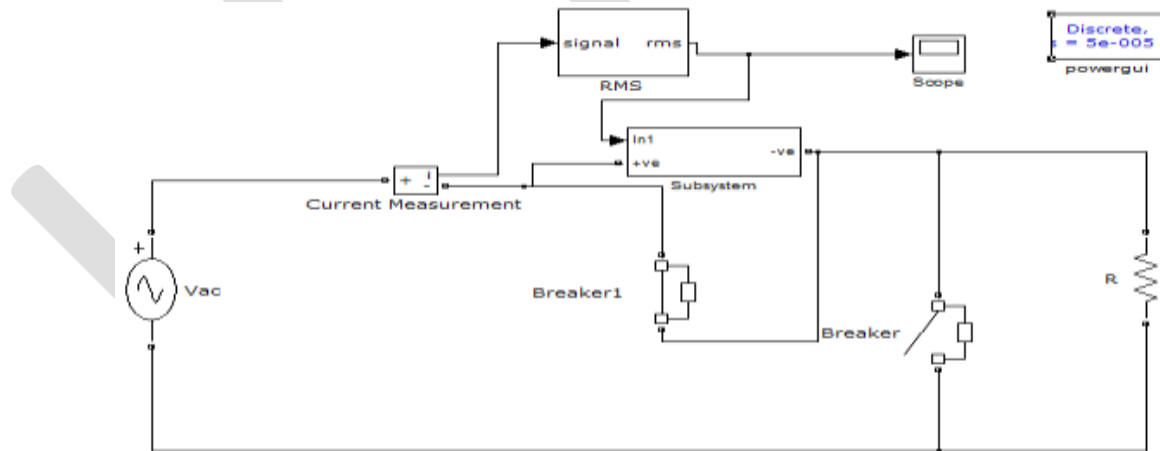 signal rms
RMS
Scope
Discrete,
s = 5e-005
powergui
In1
+ve
-ve
Subsystem
+ i
-
Current Measurement
+
Vac
Breaker1
Breaker
R